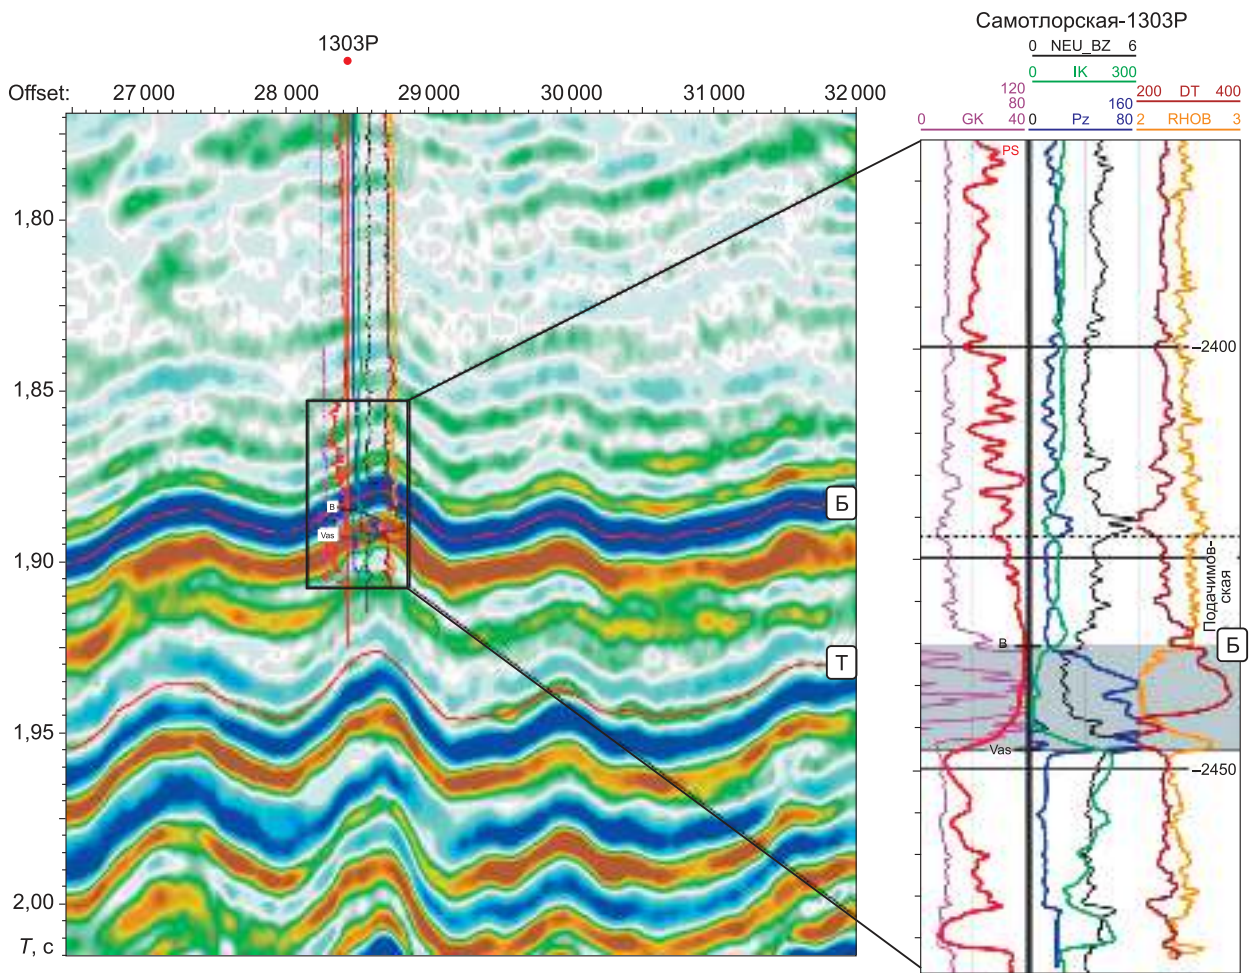 1303Р
Offset: 27 000 28 000 29 000 30 000 31 000 32 000
1,80
1,85
1,90
1,95
2,00
T, с
В
Vas
Б
Т
Самотлорская-1303Р
0 NEU_BZ 6
0 IK 300
120 200 DT 400
80 160
0 GK 40 0 Pz 80 2 RHOB 3
PS
–2400
Подачимов-
ская
В
Б
Vas
–2450